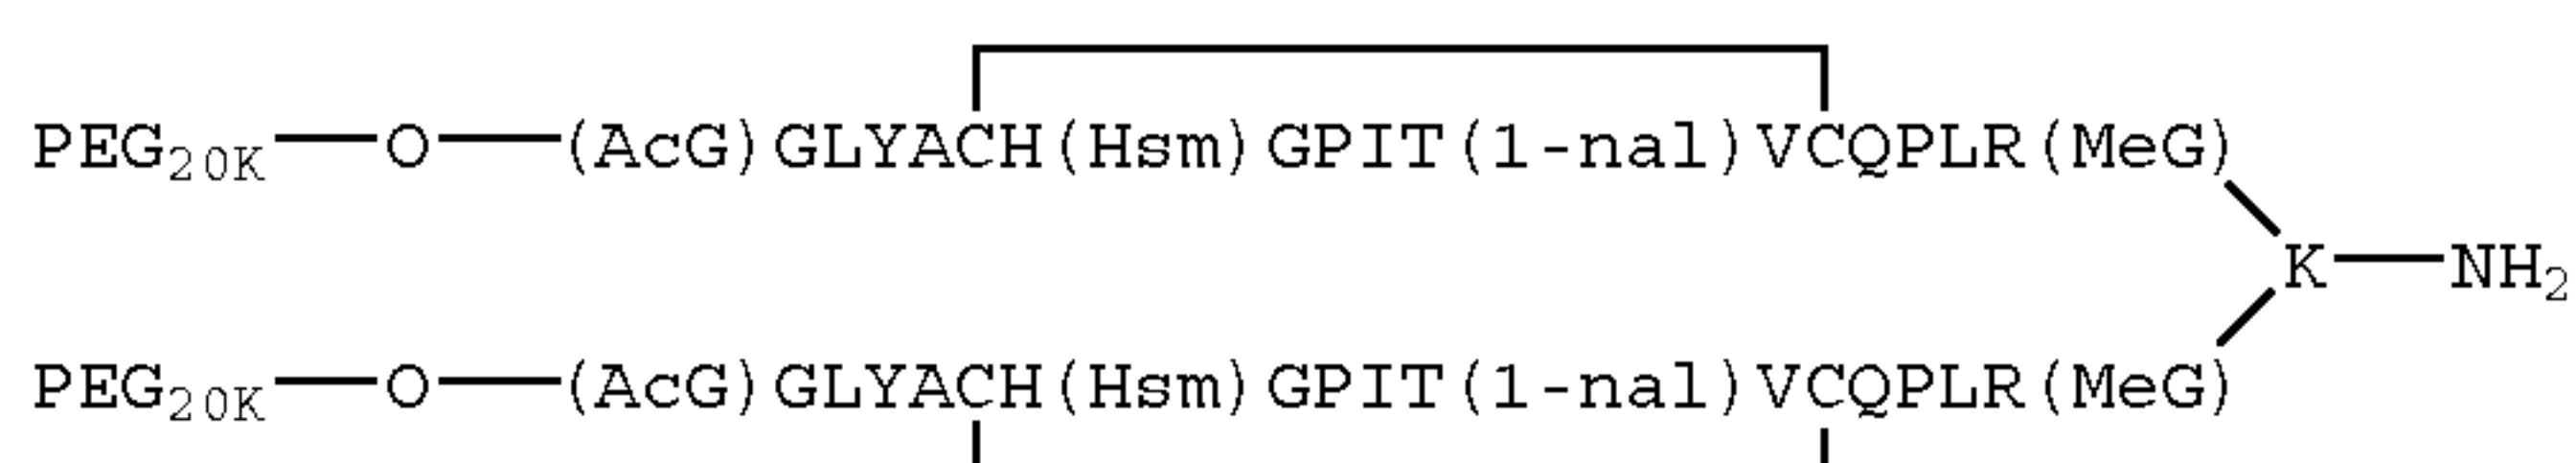 PEG20K—O—(AcG)GLYACH(Hsm)GPIT(1-nal)VCQPLR(MeG)
K—NH2
PEG20K—O—(AcG)GLYACH(Hsm)GPIT(1-nal)VCQPLR(MeG)